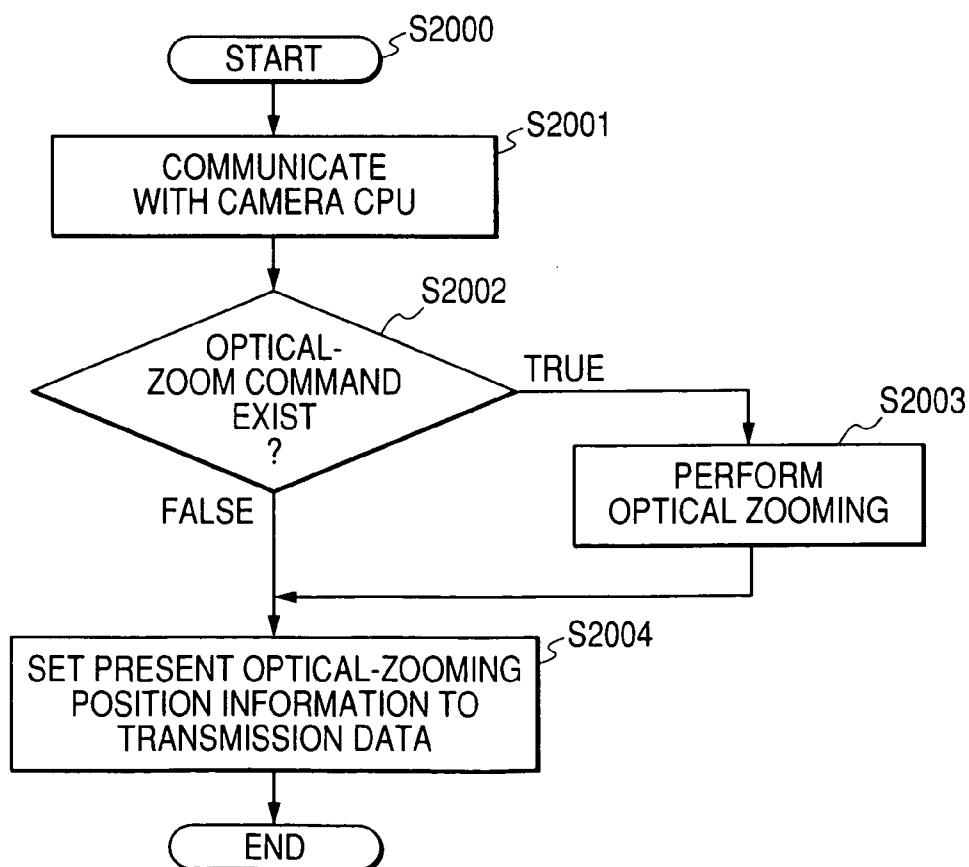 START
S2000
S2001
COMMUNICATE
WITH CAMERA CPU
S2002
OPTICAL-
ZOOM COMMAND
EXIST
?
TRUE
S2003
PERFORM
OPTICAL ZOOMING
FALSE
S2004
SET PRESENT OPTICAL-ZOOMING
POSITION INFORMATION TO
TRANSMISSION DATA
END